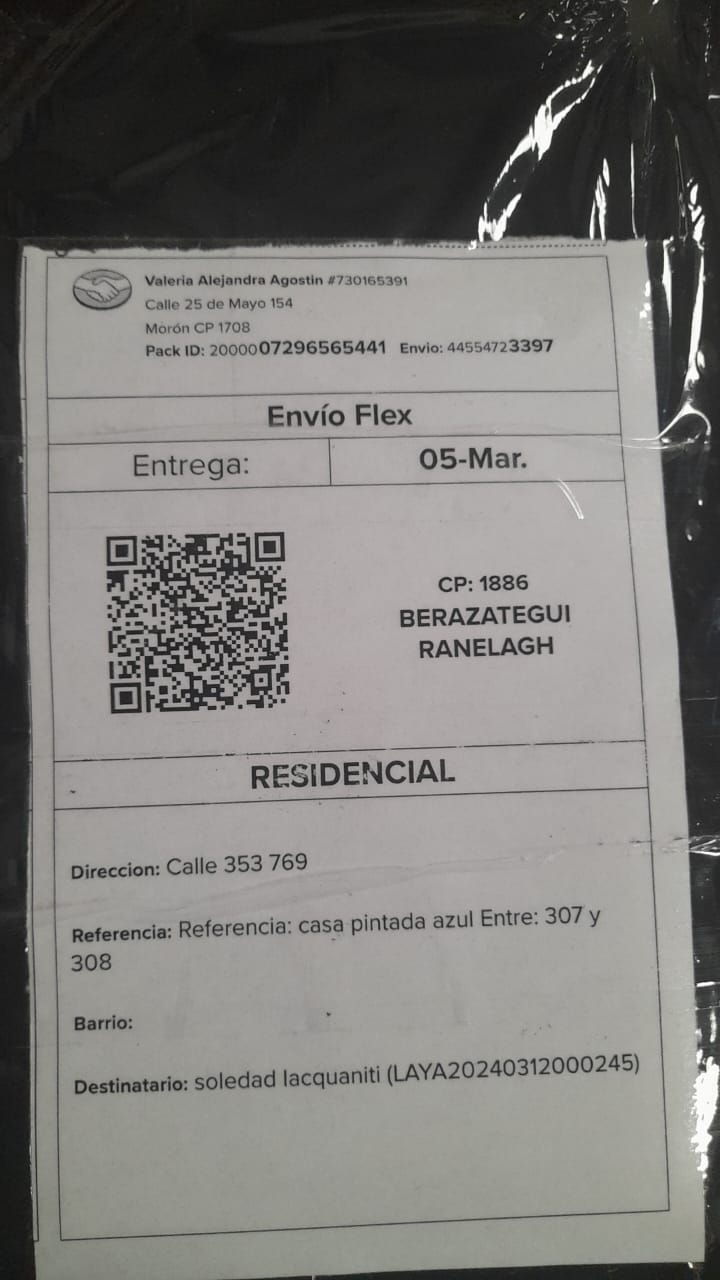 Valeria Alejandra Agostin #730165391
Calle 25 de Mayo 154
Morón CP 1708
Pack ID: 2000007296565441 Envio: 44554723397
Envío Flex
Entrega:
05-Mar.
CP: 1886
BERAZATEGUI
RANELAGH
RESIDENCIAL
Direccion: Calle 353 769
Referencia: Referencia: casa pintada azul Entre: 307 y
308
Barrio:
Destinatario: soledad Iacquaniti (LAYA20240312000245)